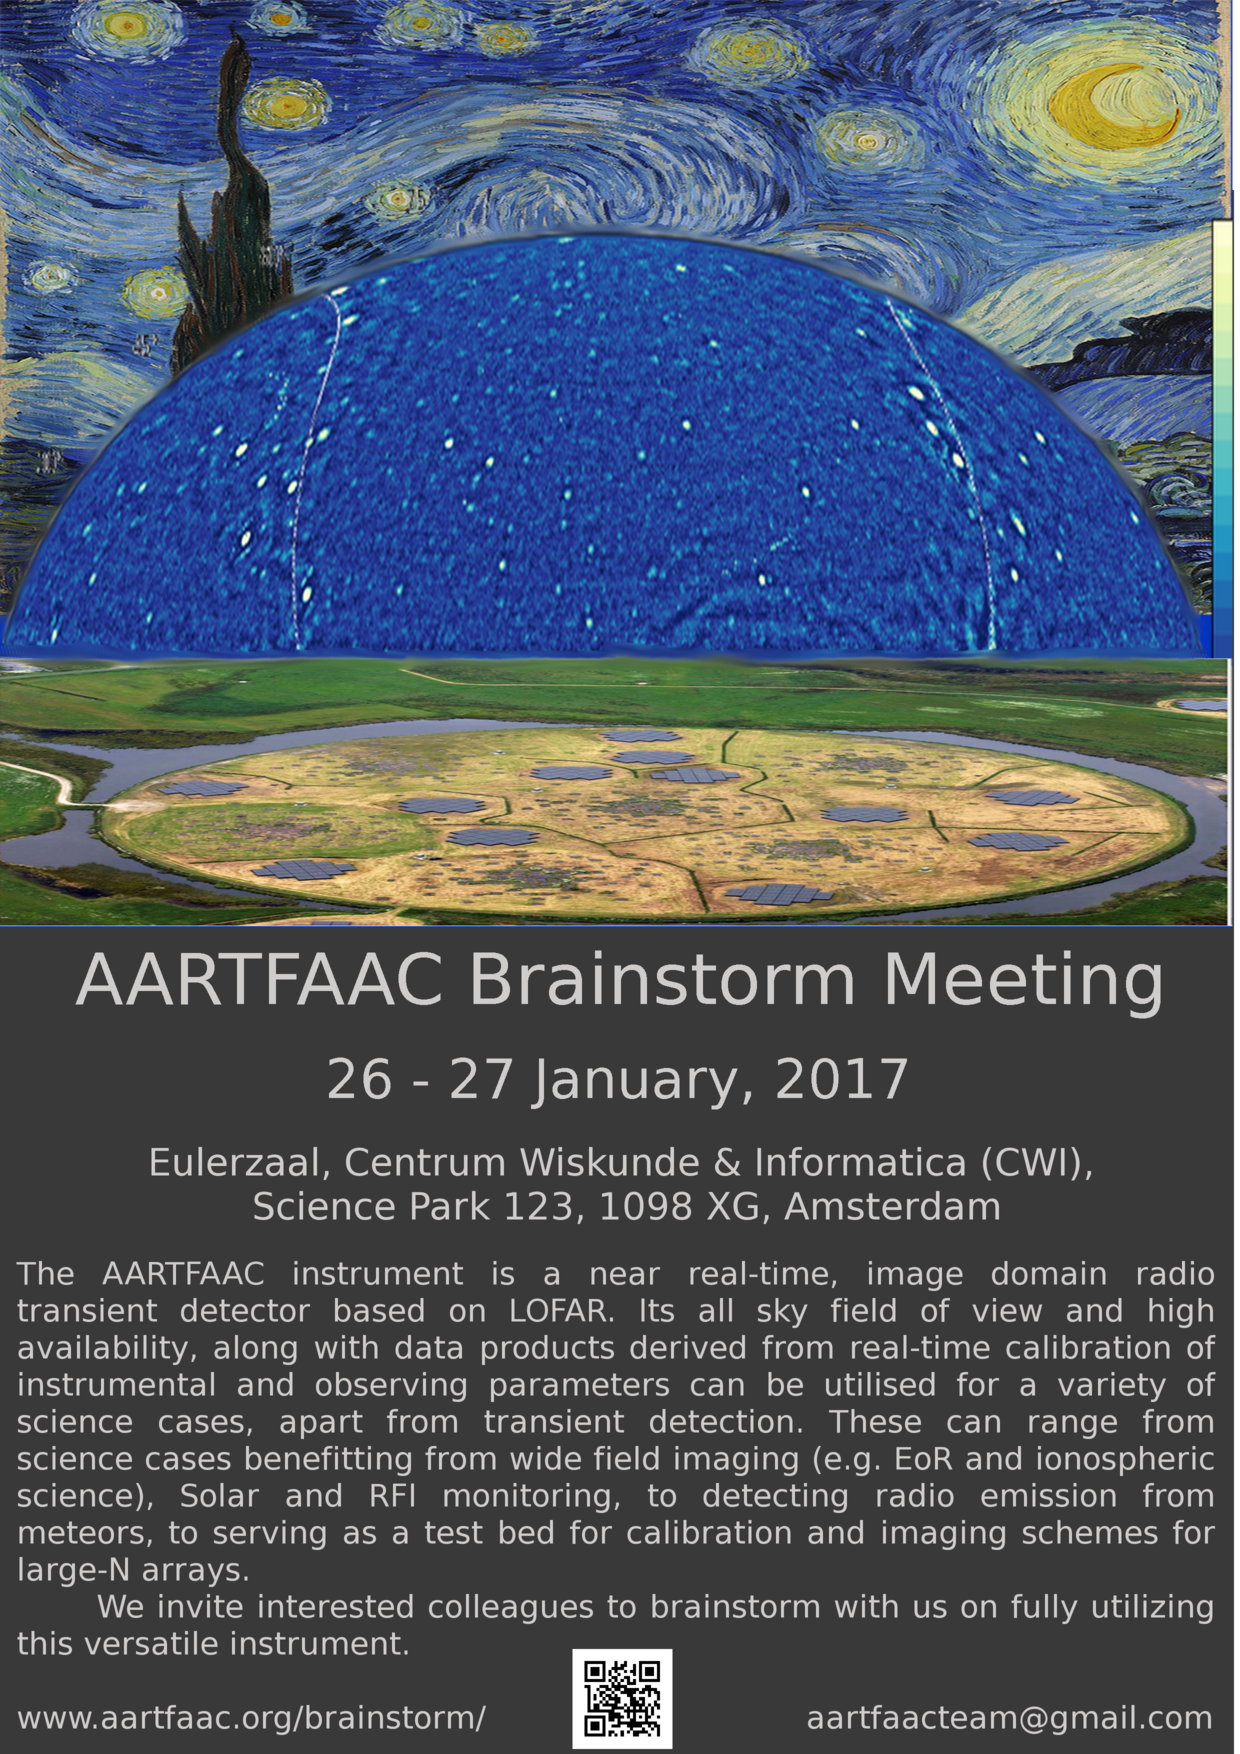 75°
45°
30°
AARTFAAC Brainstorm Meeting
26 - 27 January, 2017
Eulerzaal, Centrum Wiskunde & Informatica (CWI),
Science Park 123, 1098 XG, Amsterdam
The AARTFAAC instrument is a near real-time, image domain radio
transient detector based on LOFAR. Its all sky field of view and high
availability, along with data products derived from real-time calibration of
instrumental and observing parameters can be utilised for a variety of
science cases, apart from transient detection. These can range from
science cases benefitting from wide field imaging (e.g. EoR and ionospheric
science), Solar and RFI monitoring, to detecting radio emission from
meteors, to serving as a test bed for calibration and imaging schemes for
large-N arrays.
We invite interested colleagues to brainstorm with us on fully utilizing
this versatile instrument.
www.aartfaac.org/brainstorm/
aartfaacteam@gmail.com